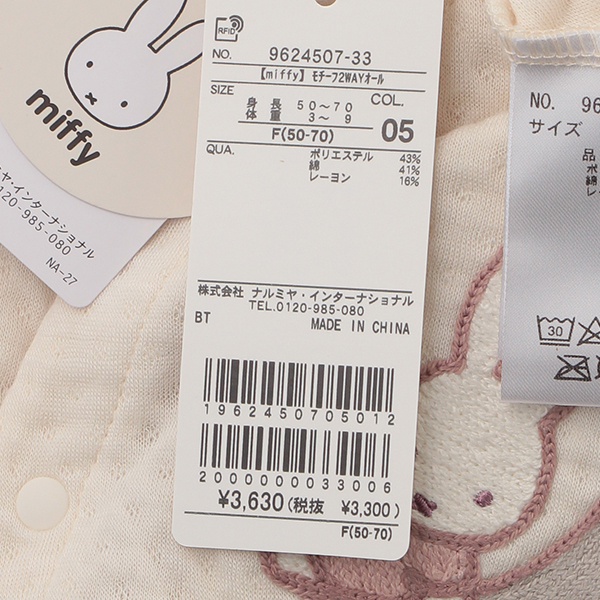 miffy
ナルミヤ・インターナショナル
0120-985-080
NA-27
RFID
NO. 9624507-33
【miffy】モチーフ2WAYオール
SIZE COL.
身長 50~70
体重 3~9
F(50-70)
05
QUA. ポリエステル 43%
綿 41%
レーヨン 16%
株式会社 ナルミヤ・インターナショナル
TEL.0120-985-080
BT MADE IN CHINA
196245070501 2
2000000033006
¥3,630(税抜 ¥3,300)
F(50-70)
NO. 96
サイズ
品
ポ
綿
レ
30